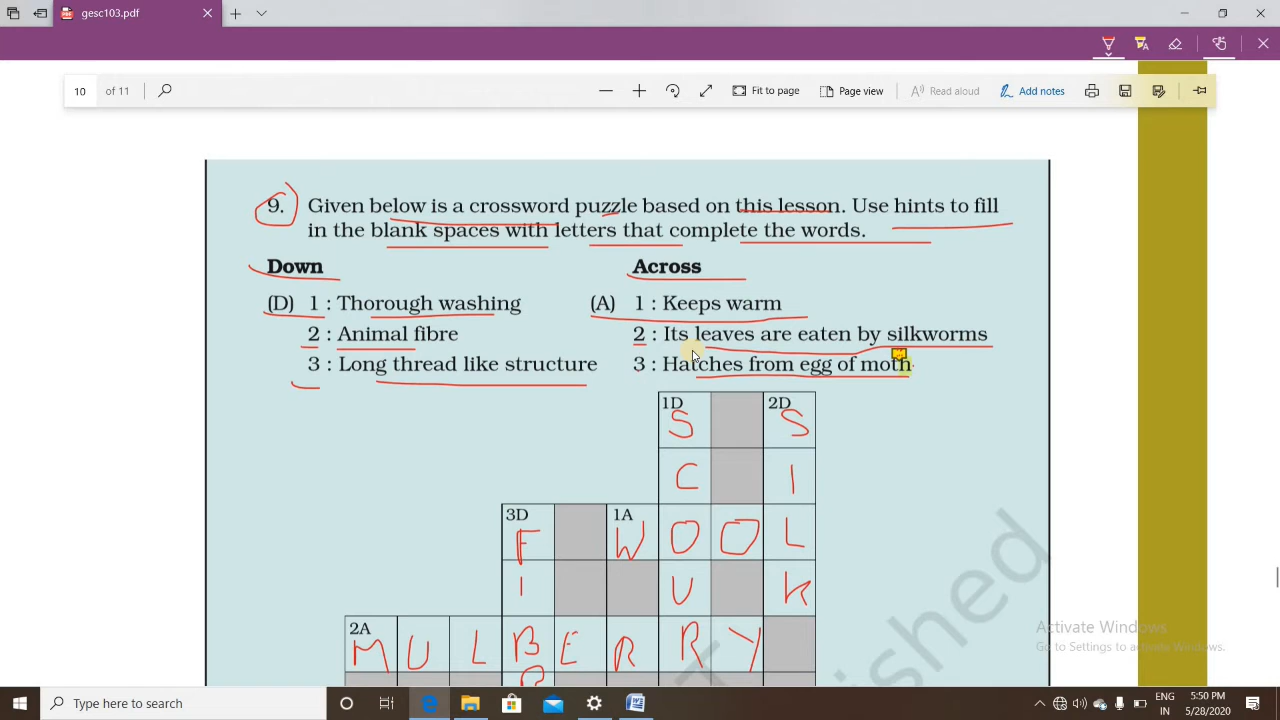 gesc103.pdf
10 of 11
Fit to page
Page view
Read aloud
Add notes
9. Given below is a crossword puzzle based on this lesson. Use hints to fill
in the blank spaces with letters that complete the words.
Down
(D) 1 : Thorough washing
2 : Animal fibre
3 : Long thread like structure
Across
(A) 1 : Keeps warm
2 : Its leaves are eaten by silkworms
3 : Hatches from egg of moth
1D 2D
S S
C I
3D 1A
F W O O L
I U K
2A
M U L B E R R Y
shed
Activate Windows
Go to Settings to activate Windows.
Type here to search
ENG
IN
5:50 PM
5/28/2020